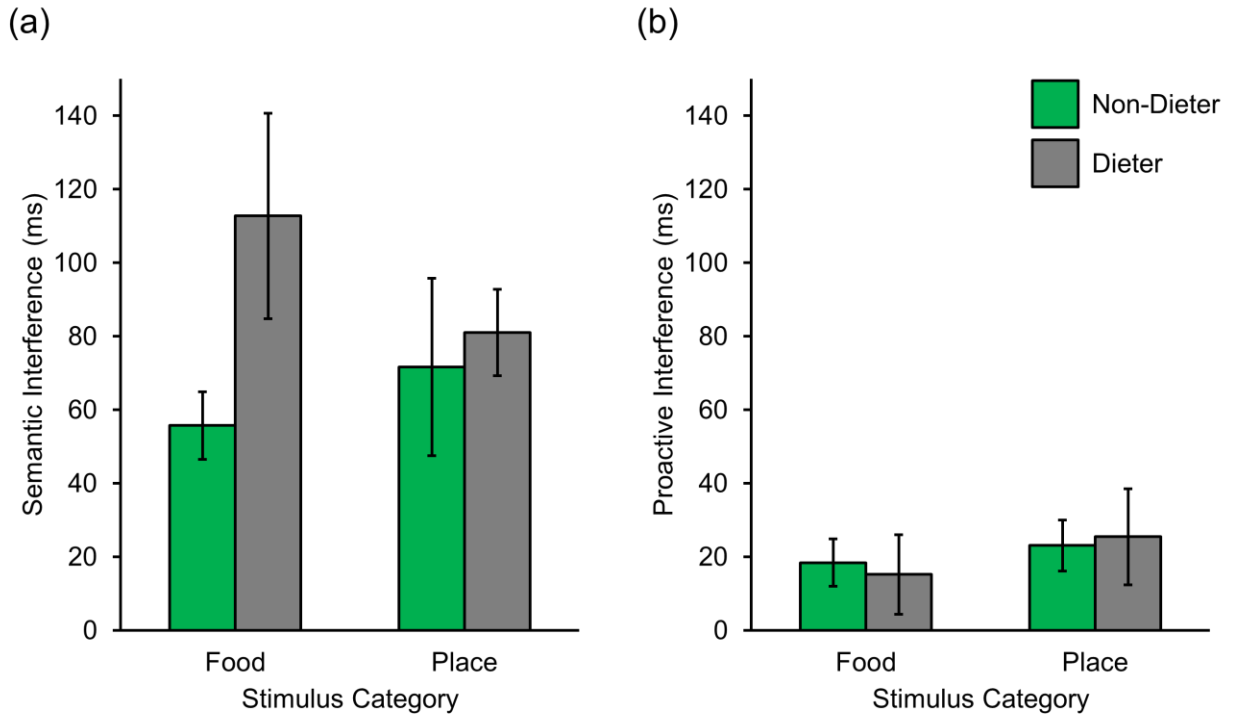 (a)
Semantic Interference (ms)
140
120
100
80
60
40
20
0
Food
Place
Stimulus Category
(b)
Proactive Interference (ms)
140
120
100
80
60
40
20
0
Food
Place
Stimulus Category
Non-Dieter
Dieter